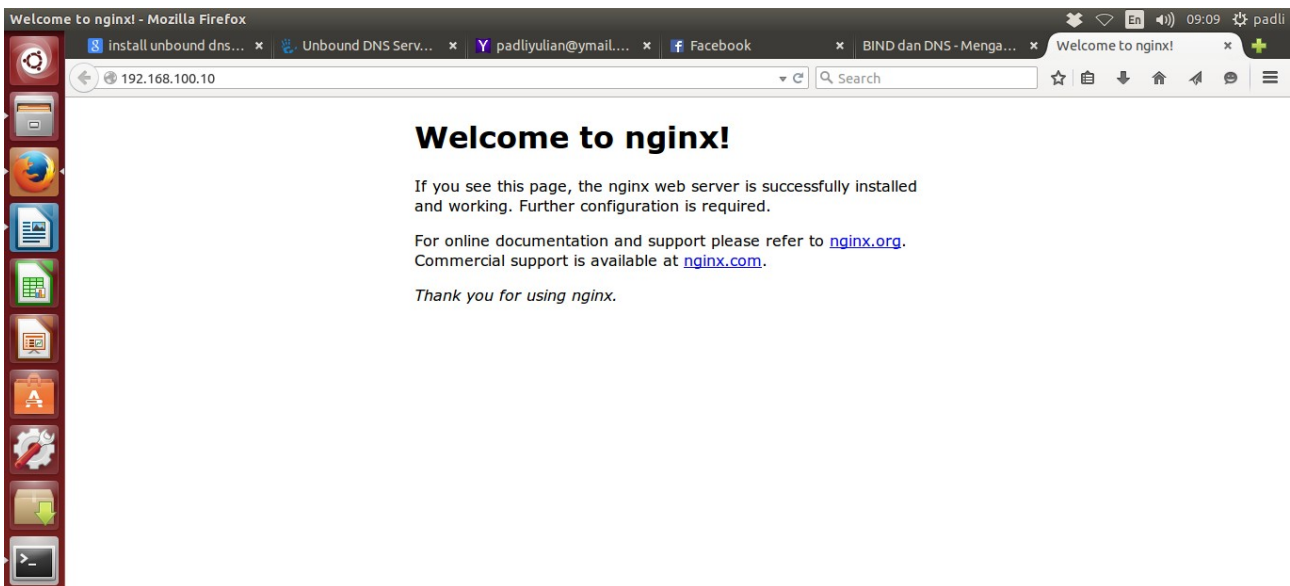 Welcome to nginx! - Mozilla Firefox
En
09:09
padli
install unbound dns...
Unbound DNS Serv...
padliyulian@ymail....
Facebook
BIND dan DNS - Menga...
Welcome to nginx!
192.168.100.10
Search
Welcome to nginx!
If you see this page, the nginx web server is successfully installed
and working. Further configuration is required.
For online documentation and support please refer to nginx.org.
Commercial support is available at nginx.com.
Thank you for using nginx.